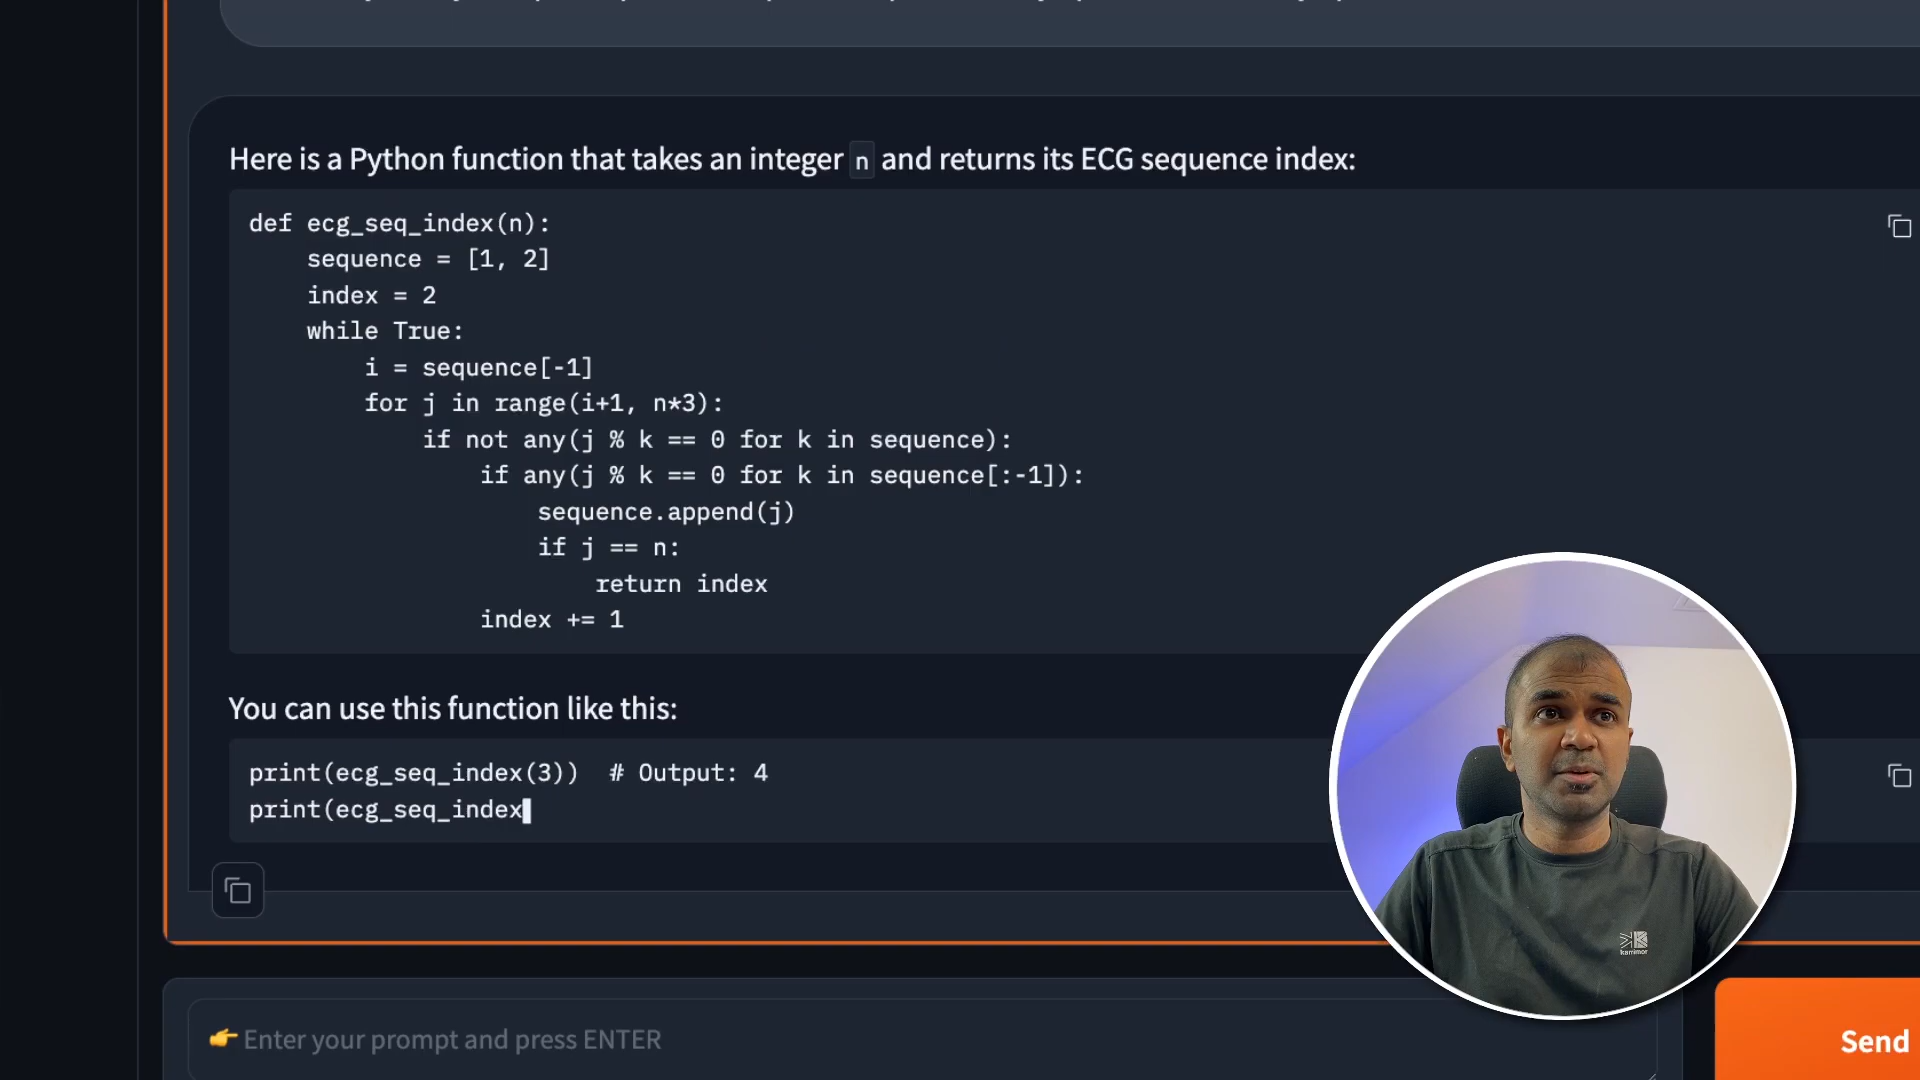 Here is a Python function that takes an integer n and returns its ECG sequence index:
def ecg_seq_index(n):
    sequence = [1, 2]
    index = 2
    while True:
        i = sequence[-1]
        for j in range(i+1, n*3):
            if not any(j % k == 0 for k in sequence):
                if any(j % k == 0 for k in sequence[:-1]):
                    sequence.append(j)
                    if j == n:
                        return index
                index += 1
You can use this function like this:
print(ecg_seq_index(3))  # Output: 4
print(ecg_seq_index
karrimor
👉 Enter your prompt and press ENTER
Send